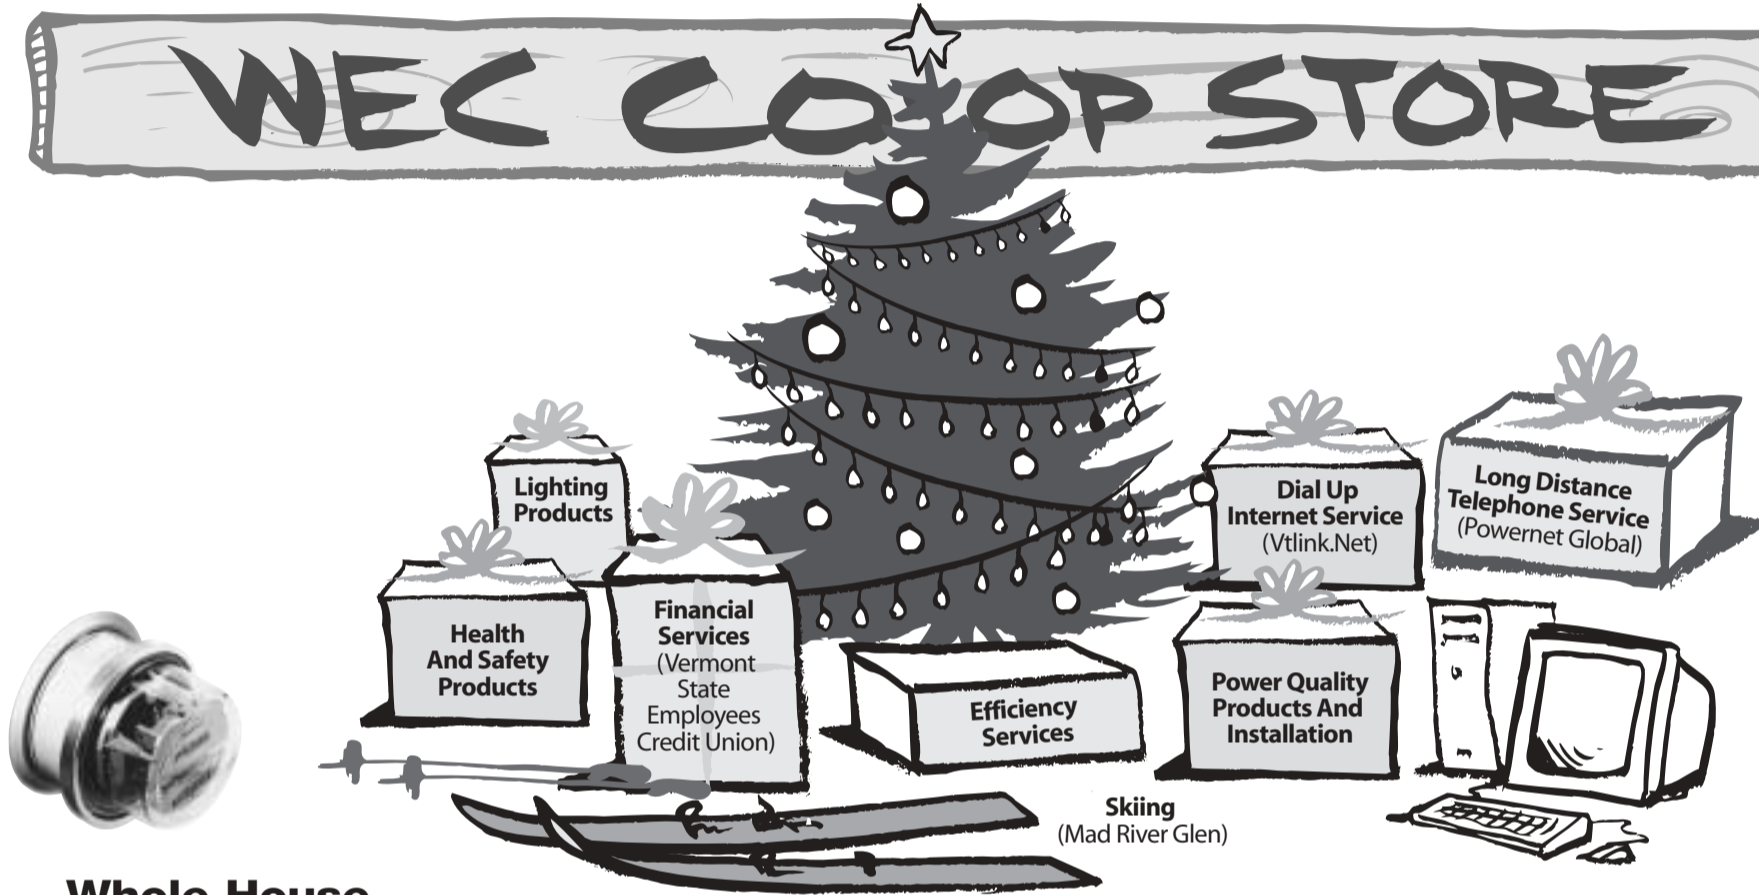 WEC CO-OP STORE
Lighting
Products
Health
And Safety
Products
Financial
Services
(Vermont
State
Employees
Credit Union)
Efficiency
Services
Dial Up
Internet Service
(Vtlink.Net)
Long Distance
Telephone Service
(Powernet Global)
Power Quality
Products And
Installation
Skiing
(Mad River Glen)
Whole House